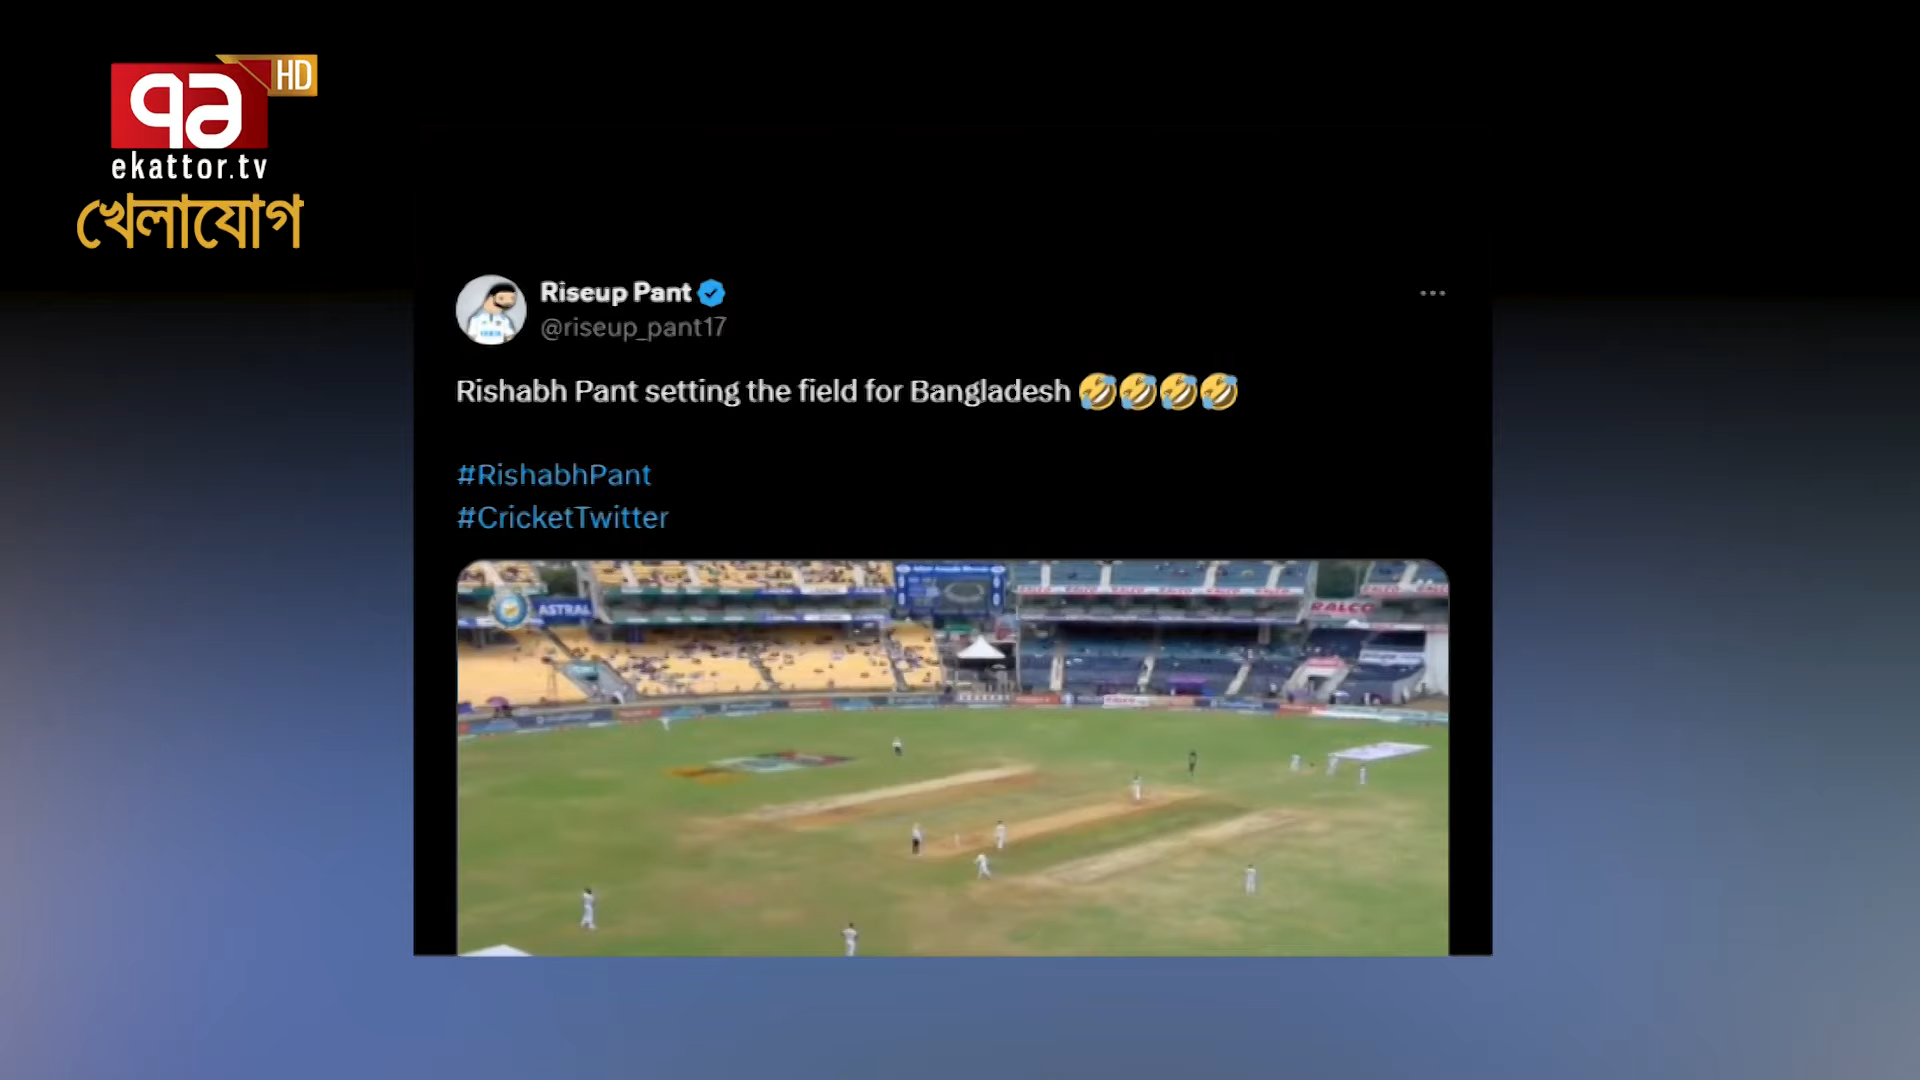 ৭১
HD
ekattor.tv
খেলাযোগ
Riseup Pant
@riseup_pant17
Rishabh Pant setting the field for Bangladesh 🤣🤣🤣🤣
#RishabhPant
#CricketTwitter
ASTRAL
RALCO